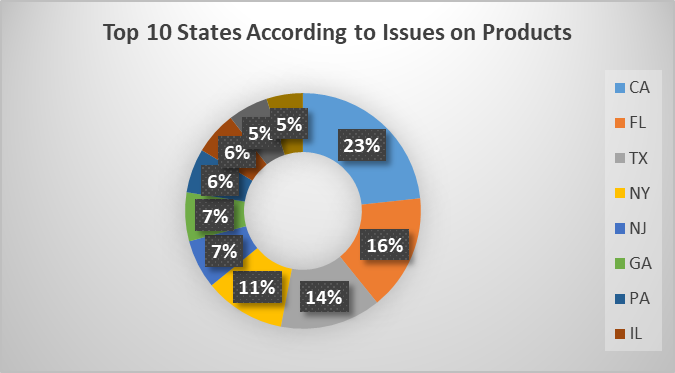 Top 10 States According to Issues on Products
23%
16%
14%
11%
7%
7%
6%
6%
5%
5%
CA
FL
TX
NY
NJ
GA
PA
IL